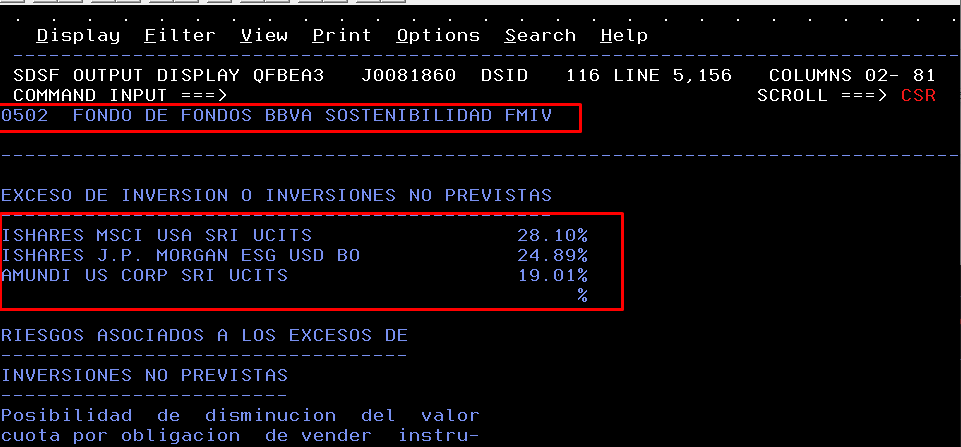 Display Filter View Print Options Search Help
SDSF OUTPUT DISPLAY QFBEA3 J0081860 DSID 116 LINE 5,156 COLUMNS 02- 81
COMMAND INPUT ===> SCROLL ===> CSR
0502 FONDO DE FONDOS BBVA SOSTENIBILIDAD FMIV
EXCESO DE INVERSION O INVERSIONES NO PREVISTAS
ISHARES MSCI USA SRI UCITS 28.10%
ISHARES J.P. MORGAN ESG USD BO 24.89%
AMUNDI US CORP SRI UCITS 19.01%
%
RIESGOS ASOCIADOS A LOS EXCESOS DE
INVERSIONES NO PREVISTAS
Posibilidad de disminucion del valor
cuota por obligacion de vender instru-